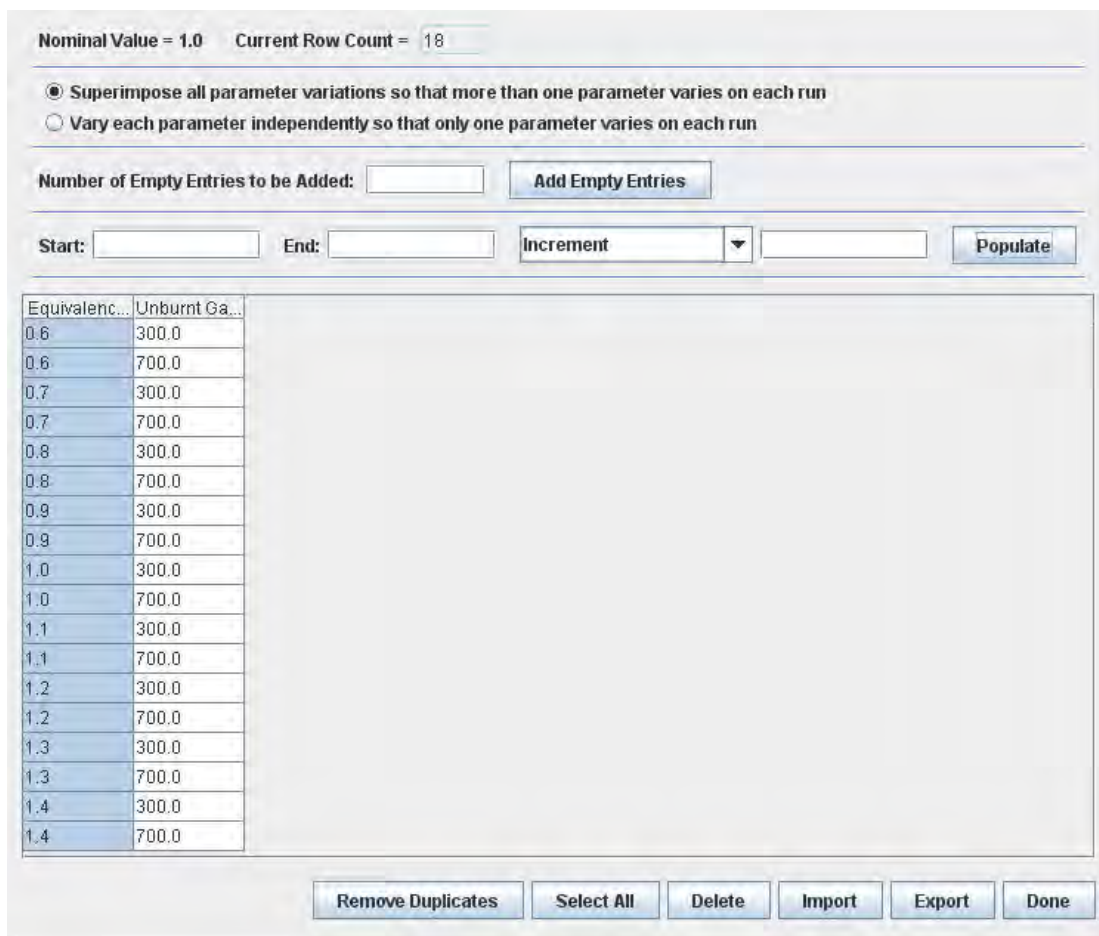 Nominal Value = 1.0 Current Row Count = 18
Superimpose all parameter variations so that more than one parameter varies on each run
Vary each parameter independently so that only one parameter varies on each run
Number of Empty Entries to be Added: Add Empty Entries
Start: End: Increment Populate
Equivalenc... Unburnt Ga...
0.6 300.0
0.6 700.0
0.7 300.0
0.7 700.0
0.8 300.0
0.8 700.0
0.9 300.0
0.9 700.0
1.0 300.0
1.0 700.0
1.1 300.0
1.1 700.0
1.2 300.0
1.2 700.0
1.3 300.0
1.3 700.0
1.4 300.0
1.4 700.0
Remove Duplicates Select All Delete Import Export Done